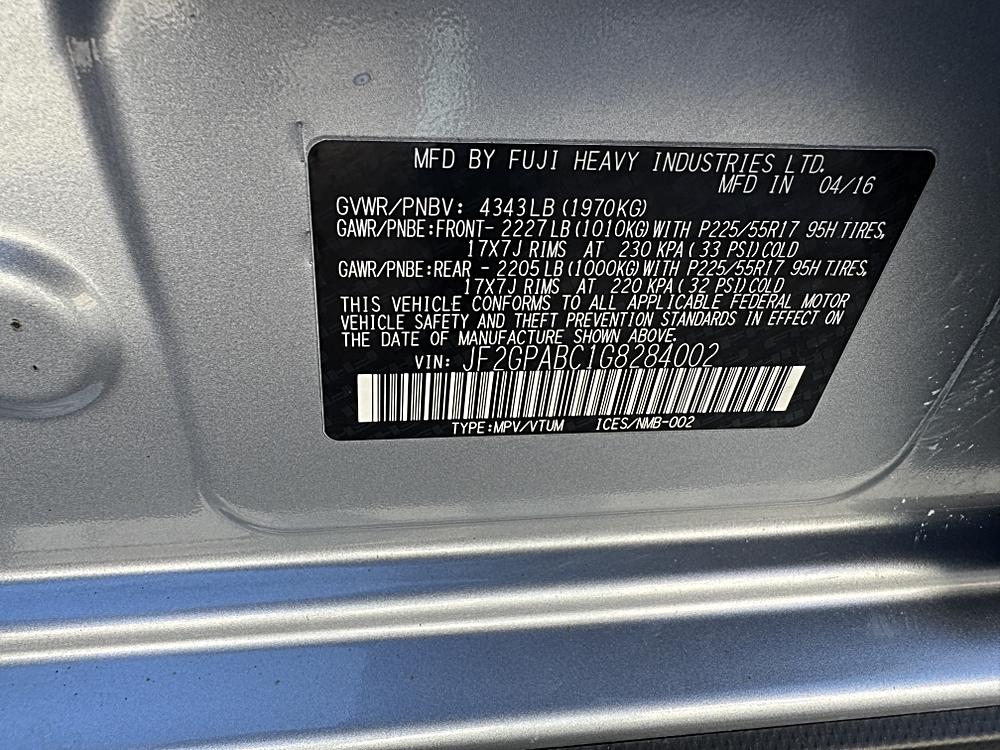 MFD BY FUJI HEAVY INDUSTRIES LTD.
MFD IN 04/16
GVWR/PNBV: 4343LB (1970KG)
GAWR/PNBE:FRONT- 2227LB (1010KG) WITH P225/55R17 95H TIRES,
17X7J RIMS AT 230 KPA (33 PSI) COLD
GAWR/PNBE:REAR - 2205LB (1000KG) WITH P225/55R17 95H TIRES,
17X7J RIMS AT 220 KPA (32 PSI) COLD
THIS VEHICLE CONFORMS TO ALL APPLICABLE FEDERAL MOTOR
VEHICLE SAFETY AND THEFT PREVENTION STANDARDS IN EFFECT ON
THE DATE OF MANUFACTURE SHOWN ABOVE.
VIN: JF2GPABC1G8284002
TYPE:MPV/VTUM ICES/NMB-002